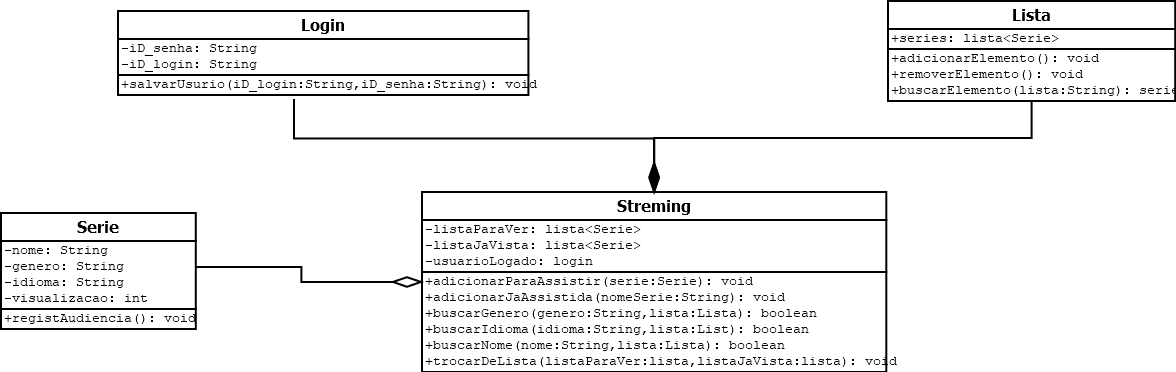 Login
-iD_senha: String
-iD_login: String
+salvarUsurio(iD_login:String,iD_senha:String): void
Lista
+series: lista<Serie>
+adicionarElemento(): void
+removerElemento(): void
+buscarElemento(lista:String): serie
Serie
-nome: String
-genero: String
-idioma: String
-visualizacao: int
+registAudiencia(): void
Streming
-listaParaVer: lista<Serie>
-listaJaVista: lista<Serie>
-usuarioLogado: login
+adicionarParaAssistir(serie:Serie): void
+adicionarJaAssistida(nomeSerie:String): void
+buscarGenero(genero:String,lista:Lista): boolean
+buscarIdioma(idioma:String,lista:List): boolean
+buscarNome(nome:String,lista:Lista): boolean
+trocarDeLista(listaParaVer:lista,listaJaVista:lista): void